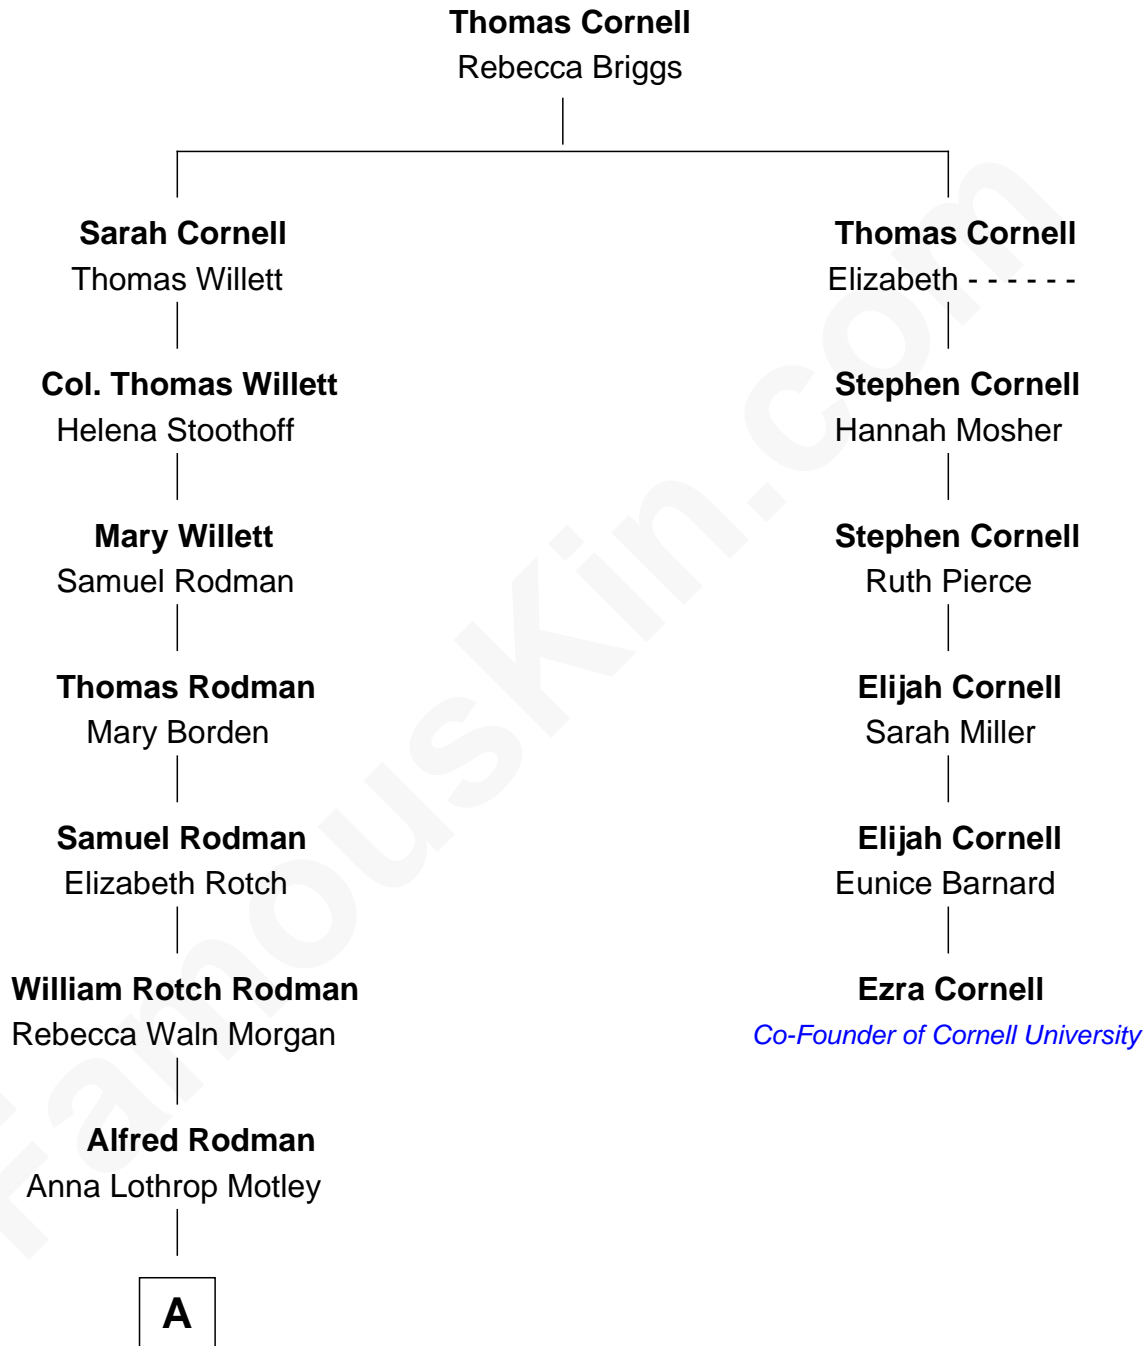 Thomas Cornell
Rebecca Briggs
Sarah Cornell
Thomas Willett
Thomas Cornell
Elizabeth - - - - - -
Col. Thomas Willett
Helena Stoothoff
Stephen Cornell
Hannah Mosher
Mary Willett
Samuel Rodman
Stephen Cornell
Ruth Pierce
Thomas Rodman
Mary Borden
Elijah Cornell
Sarah Miller
Samuel Rodman
Elizabeth Rotch
Elijah Cornell
Eunice Barnard
William Rotch Rodman
Rebecca Waln Morgan
Ezra Cornell
Co-Founder of Cornell University
Alfred Rodman
Anna Lothrop Motley
A
FamousKin.com